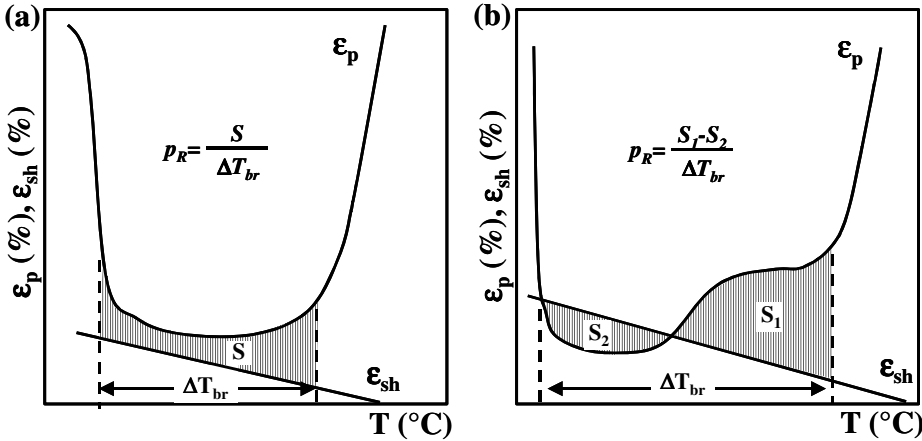 (a)
εp
pR= S / ΔTbr
εp (%), εsh (%)
S
ΔTbr
εsh
T (°C)
(b)
εp
pR= S1-S2 / ΔTbr
εp (%), εsh (%)
S2
S1
ΔTbr
εsh
T (°C)